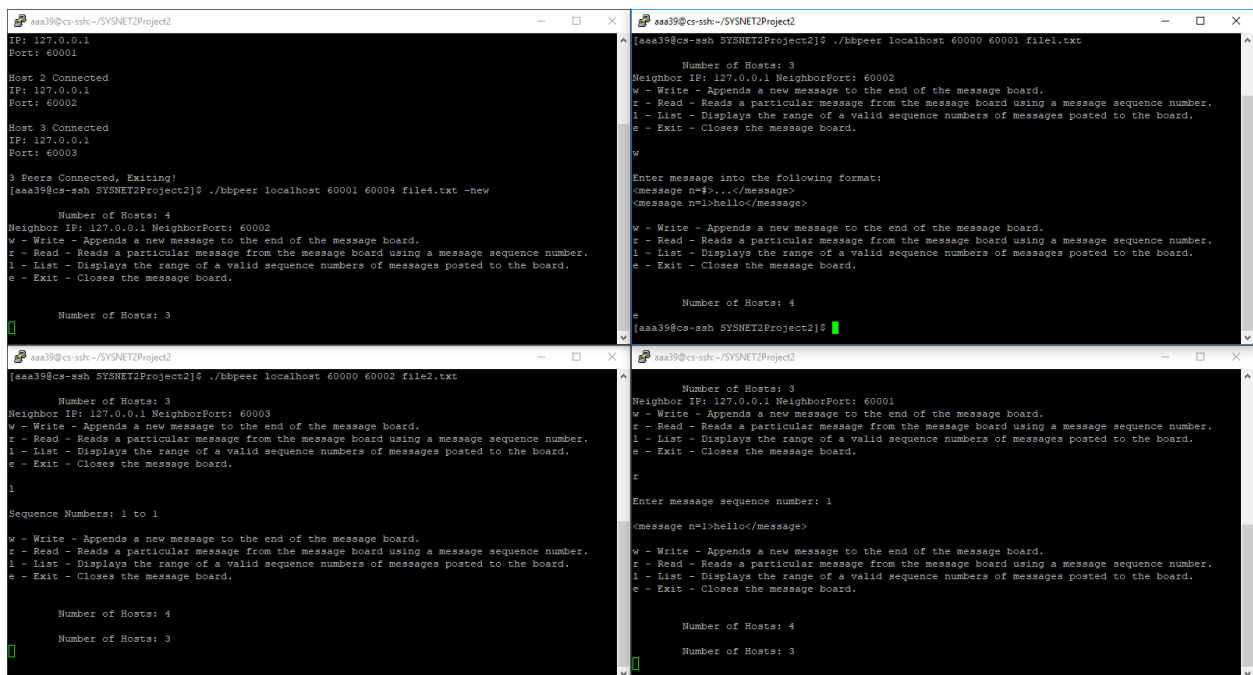 aaa39@cs-ssh:~/SYSNET2Project2
IP: 127.0.0.1
Port: 60001
Host 2 Connected
IP: 127.0.0.1
Port: 60002
Host 3 Connected
IP: 127.0.0.1
Port: 60003
3 Peers Connected, Exiting!
[aaa39@cs-ssh SYSNET2Project2]$ ./bbpeer localhost 60001 60004 file4.txt -new
Number of Hosts: 4
Neighbor IP: 127.0.0.1 NeighborPort: 60002
w - Write - Appends a new message to the end of the message board.
r - Read - Reads a particular message from the message board using a message sequence number.
l - List - Displays the range of a valid sequence numbers of messages posted to the board.
e - Exit - Closes the message board.
Number of Hosts: 3
aaa39@cs-ssh:~/SYSNET2Project2
[aaa39@cs-ssh SYSNET2Project2]$ ./bbpeer localhost 60000 60001 file1.txt
Number of Hosts: 3
Neighbor IP: 127.0.0.1 NeighborPort: 60002
w - Write - Appends a new message to the end of the message board.
r - Read - Reads a particular message from the message board using a message sequence number.
l - List - Displays the range of a valid sequence numbers of messages posted to the board.
e - Exit - Closes the message board.
w
Enter message into the following format:
<message n=#>...</message>
<message n=1>hello</message>
w - Write - Appends a new message to the end of the message board.
r - Read - Reads a particular message from the message board using a message sequence number.
l - List - Displays the range of a valid sequence numbers of messages posted to the board.
e - Exit - Closes the message board.
Number of Hosts: 4
e
[aaa39@cs-ssh SYSNET2Project2]$
aaa39@cs-ssh:~/SYSNET2Project2
[aaa39@cs-ssh SYSNET2Project2]$ ./bbpeer localhost 60000 60002 file2.txt
Number of Hosts: 3
Neighbor IP: 127.0.0.1 NeighborPort: 60003
w - Write - Appends a new message to the end of the message board.
r - Read - Reads a particular message from the message board using a message sequence number.
l - List - Displays the range of a valid sequence numbers of messages posted to the board.
e - Exit - Closes the message board.
l
Sequence Numbers: 1 to 1
w - Write - Appends a new message to the end of the message board.
r - Read - Reads a particular message from the message board using a message sequence number.
l - List - Displays the range of a valid sequence numbers of messages posted to the board.
e - Exit - Closes the message board.
Number of Hosts: 4
Number of Hosts: 3
aaa39@cs-ssh:~/SYSNET2Project2
Number of Hosts: 3
Neighbor IP: 127.0.0.1 NeighborPort: 60001
w - Write - Appends a new message to the end of the message board.
r - Read - Reads a particular message from the message board using a message sequence number.
l - List - Displays the range of a valid sequence numbers of messages posted to the board.
e - Exit - Closes the message board.
r
Enter message sequence number: 1
<message n=1>hello</message>
w - Write - Appends a new message to the end of the message board.
r - Read - Reads a particular message from the message board using a message sequence number.
l - List - Displays the range of a valid sequence numbers of messages posted to the board.
e - Exit - Closes the message board.
Number of Hosts: 4
Number of Hosts: 3